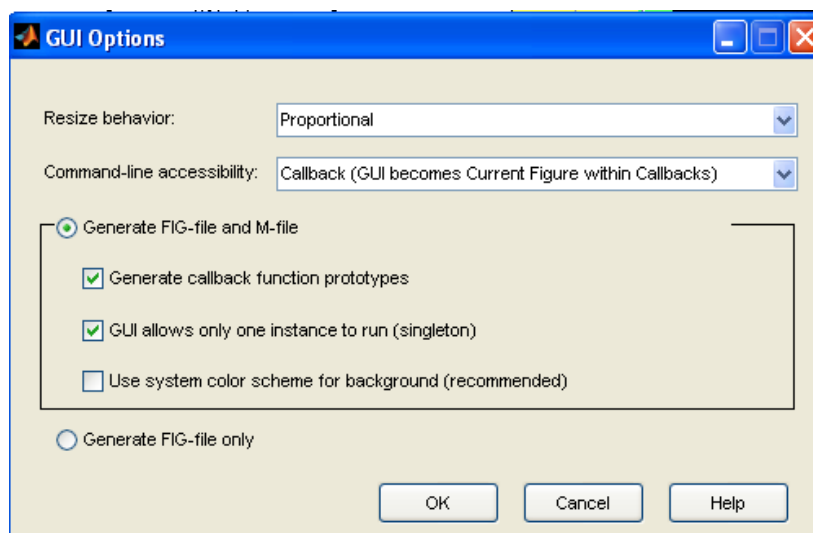 GUI Options
Resize behavior: Proportional
Command-line accessibility: Callback (GUI becomes Current Figure within Callbacks)
Generate FIG-file and M-file
Generate callback function prototypes
GUI allows only one instance to run (singleton)
Use system color scheme for background (recommended)
Generate FIG-file only
OK Cancel Help